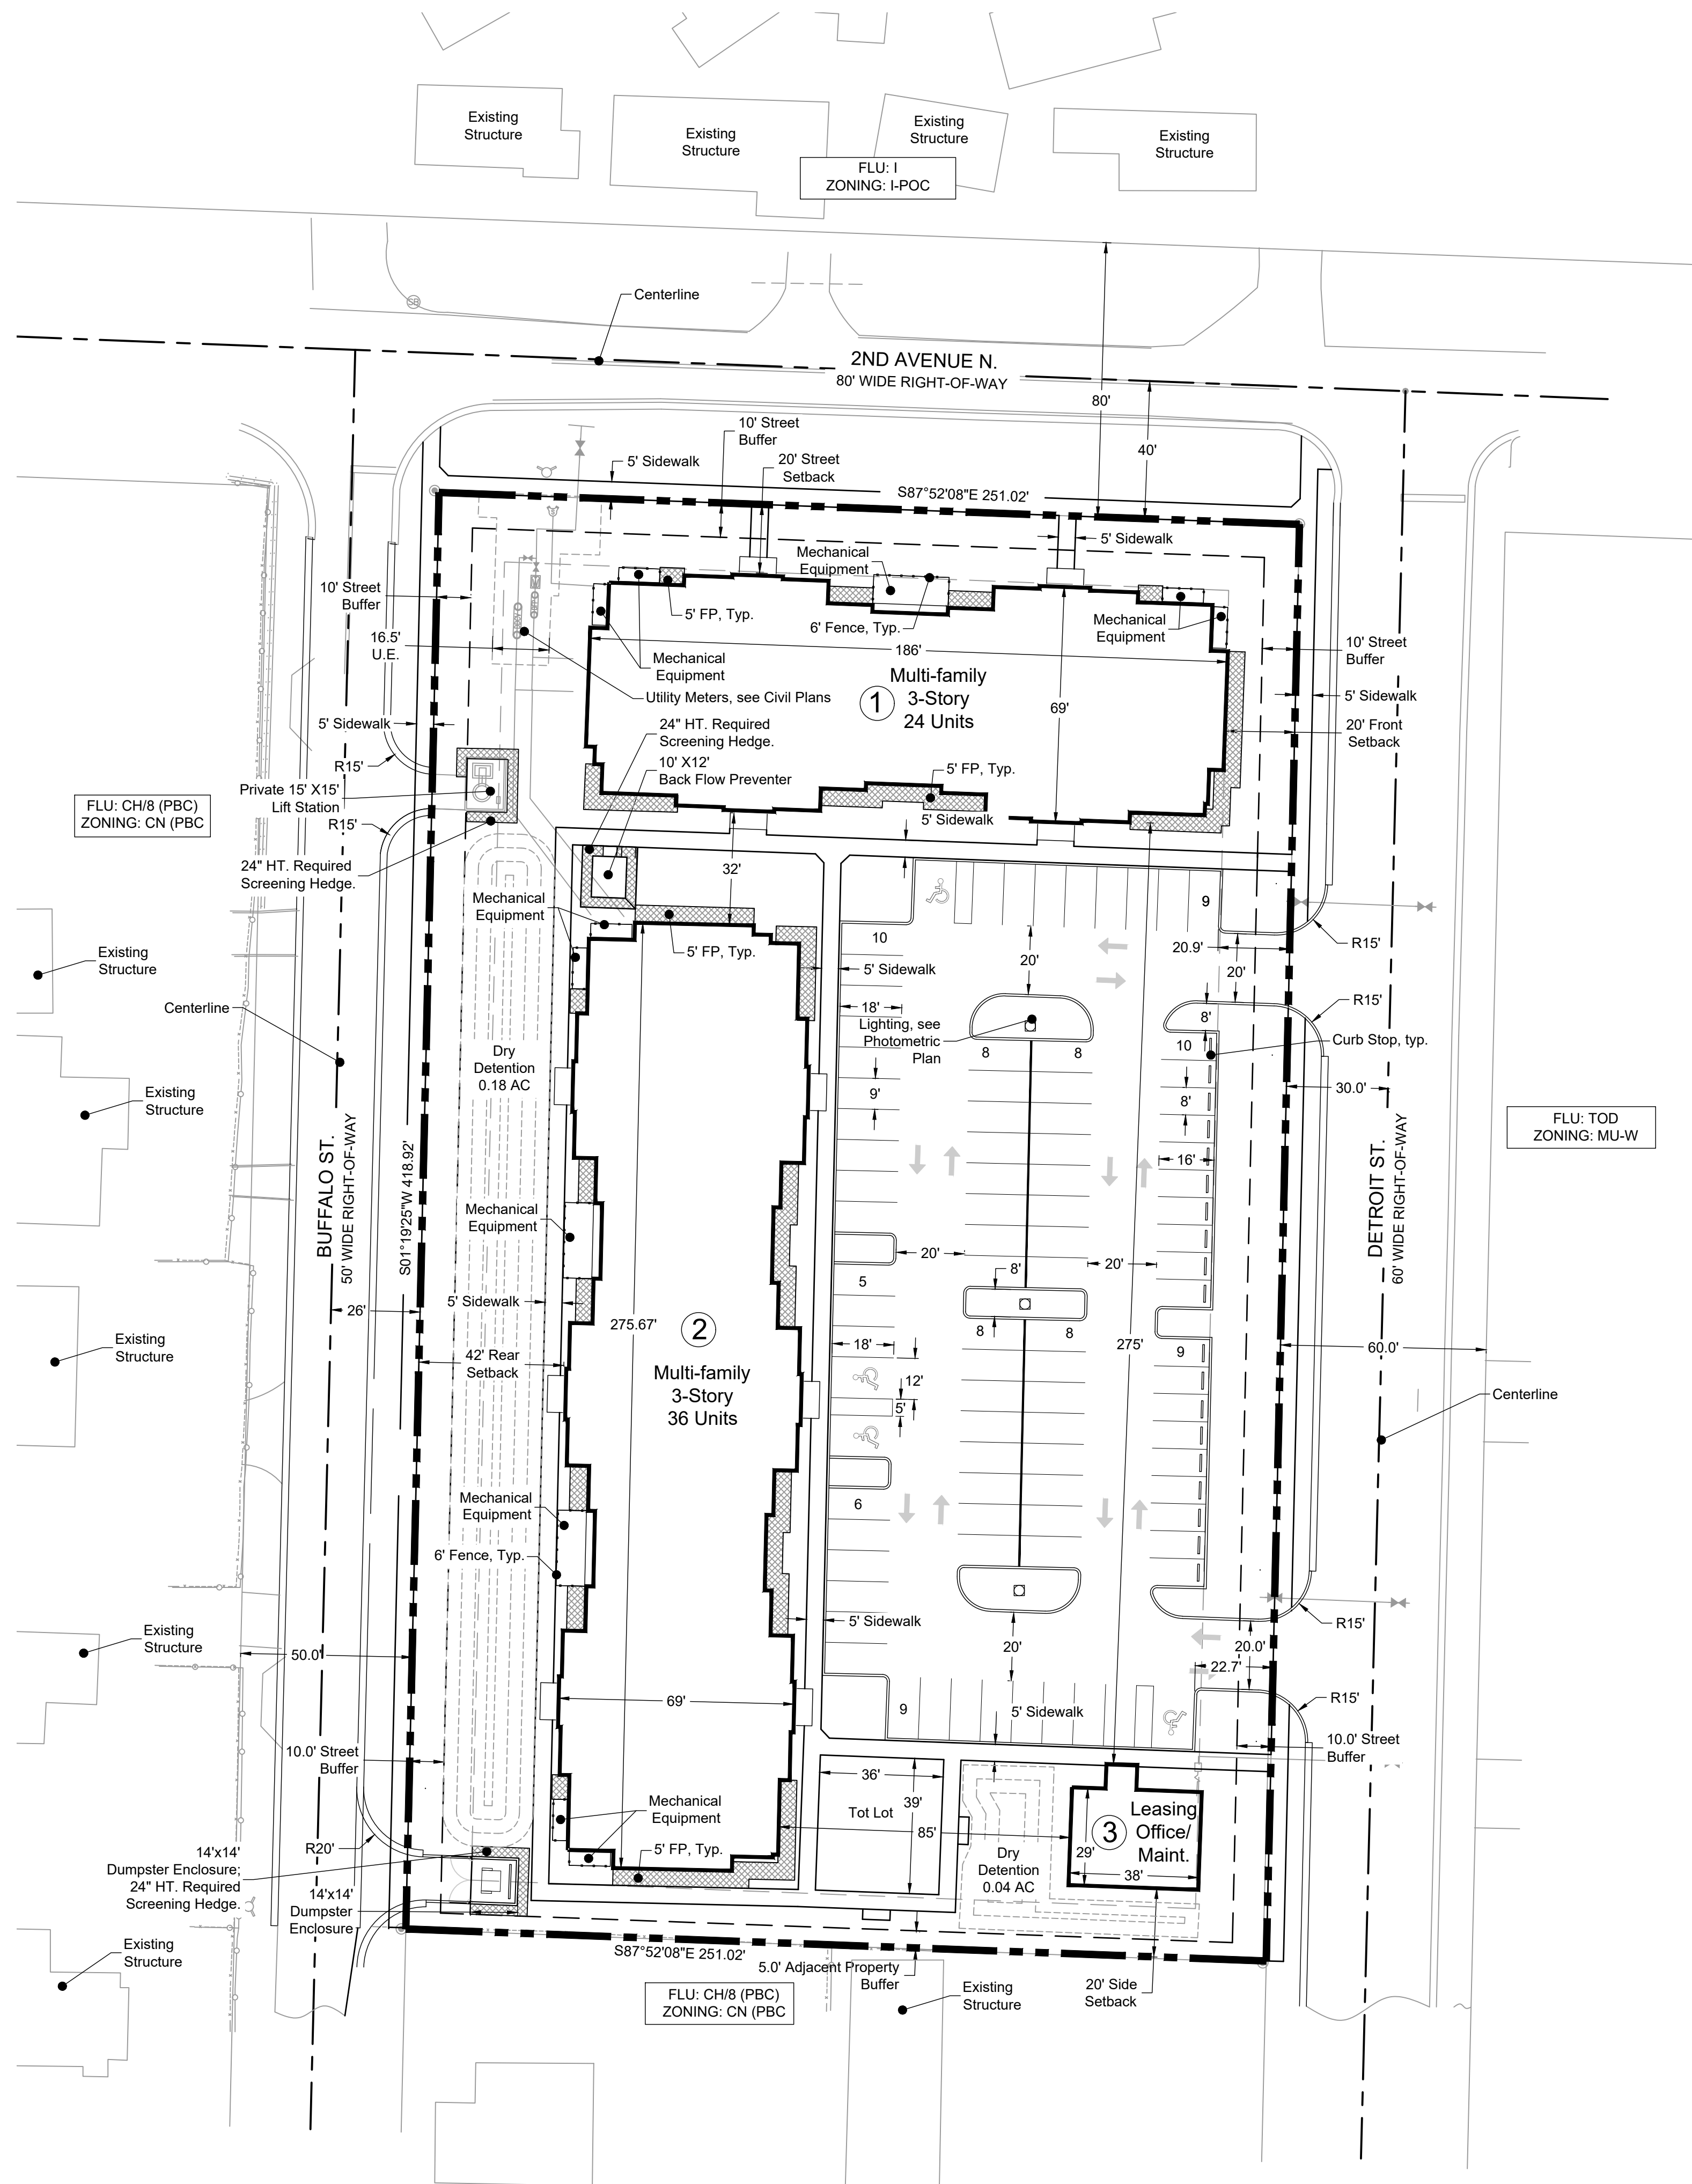 Existing
Structure
Existing
Structure
Existing
Structure
Existing
Structure
FLU: I
ZONING: I-POC
Centerline
SB
2ND AVENUE N.
80' WIDE RIGHT-OF-WAY
80'
40'
10' Street
Buffer
5' Sidewalk
20' Street
Setback
S87°52'08"E 251.02'
S
5' Sidewalk
Mechanical
Equipment
10' Street
Buffer
5' FP, Typ.
6' Fence, Typ.
Mechanical
Equipment
16.5'
U.E.
186'
10' Street
Buffer
Mechanical
Equipment
Multi-family
3-Story
24 Units
1
Utility Meters, see Civil Plans
5' Sidewalk
69'
5' Sidewalk
24" HT. Required
Screening Hedge.
20' Front
Setback
R15'
10' X12'
Back Flow Preventer
5' FP, Typ.
Private 15' X15'
Lift Station
FLU: CH/8 (PBC)
ZONING: CN (PBC
R15'
5' Sidewalk
24" HT. Required
Screening Hedge.
32'
Mechanical
Equipment
9
10
5' FP, Typ.
20.9'
R15'
Existing
Structure
20'
5' Sidewalk
20'
R15'
Centerline
18'
8'
Lighting, see
Photometric
Plan
8
8
10
Curb Stop, typ.
Dry
Detention
0.18 AC
30.0'
Existing
Structure
9'
8'
FLU: TOD
ZONING: MU-W
BUFFALO ST.
50' WIDE RIGHT-OF-WAY
S01°19'25"W 418.92'
16'
DETROIT ST.
60' WIDE RIGHT-OF-WAY
Mechanical
Equipment
20'
20'
8'
5
26'
5' Sidewalk
275.67'
2
8
8
Existing
Structure
42' Rear
Setback
18'
275'
9
60.0'
Multi-family
3-Story
36 Units
12'
5'
Centerline
Mechanical
Equipment
6
6' Fence, Typ.
5' Sidewalk
R15'
Existing
Structure
50.0'
20'
20.0'
22.7'
69'
9
5' Sidewalk
R15'
10.0' Street
Buffer
10.0' Street
Buffer
36'
Mechanical
Equipment
39'
Tot Lot
Leasing
Office/
Maint.
3
85'
R20'
5' FP, Typ.
29'
14'x14'
Dumpster Enclosure;
24" HT. Required
Screening Hedge.
Dry
Detention
0.04 AC
38'
14'x14'
Dumpster
Enclosure
Existing
Structure
S87°52'08"E 251.02'
5.0' Adjacent Property
Buffer
20' Side
Setback
FLU: CH/8 (PBC)
ZONING: CN (PBC
Existing
Structure